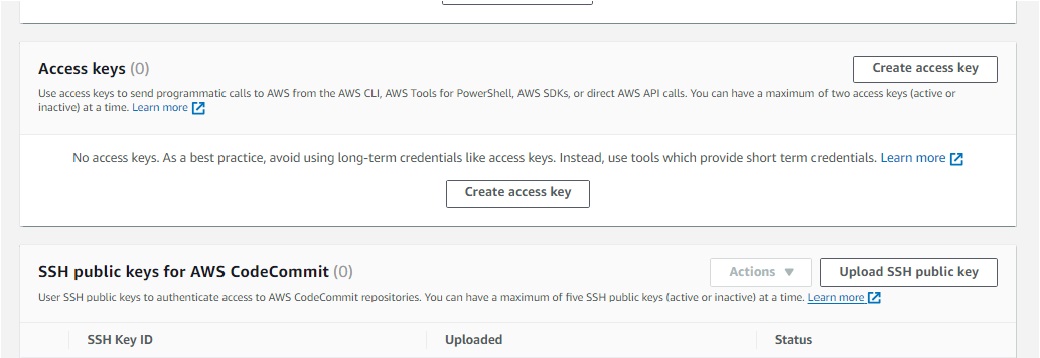 Access keys (0)
Create access key
Use access keys to send programmatic calls to AWS from the AWS CLI, AWS Tools for PowerShell, AWS SDKs, or direct AWS API calls. You can have a maximum of two access keys (active or
inactive) at a time. Learn more
No access keys. As a best practice, avoid using long-term credentials like access keys. Instead, use tools which provide short term credentials. Learn more
Create access key
SSH public keys for AWS CodeCommit (0)
Actions
Upload SSH public key
User SSH public keys to authenticate access to AWS CodeCommit repositories. You can have a maximum of five SSH public keys (active or inactive) at a time. Learn more
SSH Key ID
Uploaded
Status